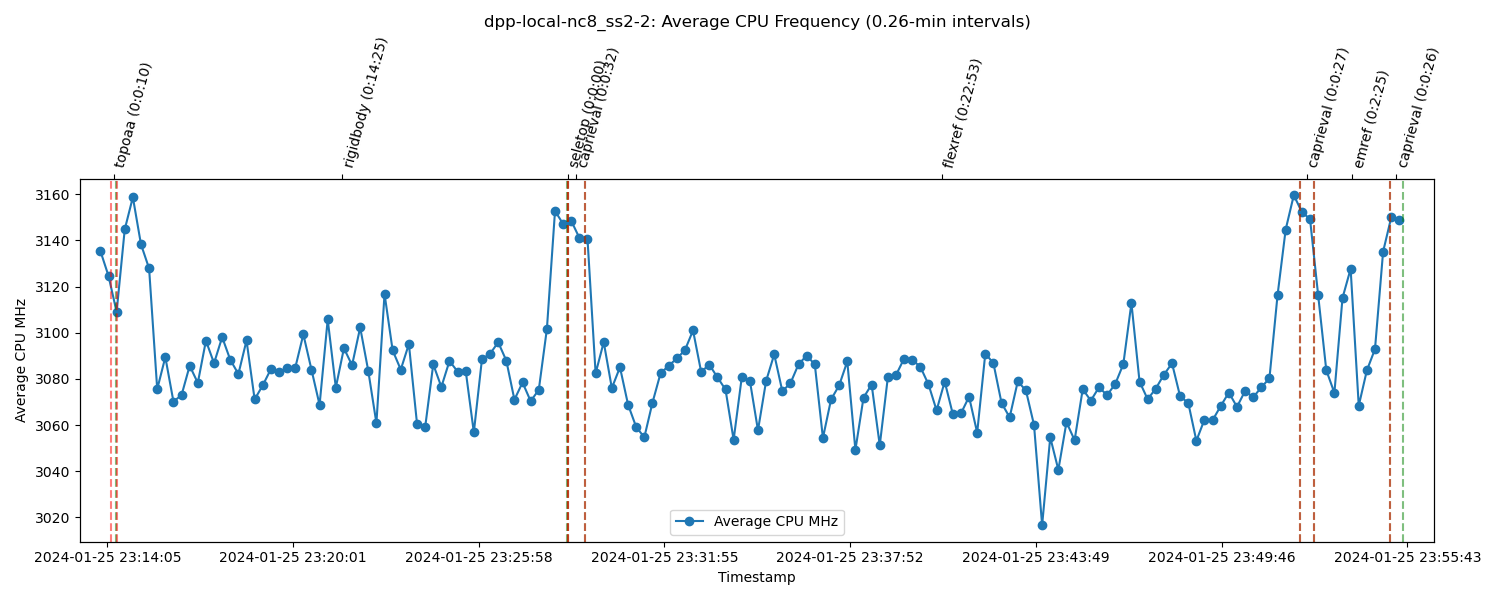 dpp-local-nc8_ss2-2: Average CPU Frequency (0.26-min intervals)
topoaa (0:0:10)
rigidbody (0:14:25)
seletop (0:0:00)
caprieval (0:0:32)
flexref (0:22:53)
caprieval (0:0:27)
emref (0:2:25)
caprieval (0:0:26)
Average CPU MHz
3160
3140
3120
3100
3080
3060
3040
3020
Average CPU MHz
2024-01-25 23:14:05
2024-01-25 23:20:01
2024-01-25 23:25:58
2024-01-25 23:31:55
2024-01-25 23:37:52
2024-01-25 23:43:49
2024-01-25 23:49:46
2024-01-25 23:55:43
Timestamp